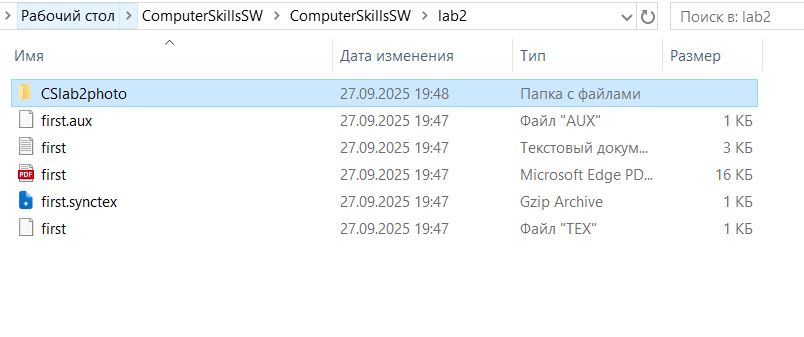 Рабочий стол > ComputerSkillsSW > ComputerSkillsSW > lab2 Поиск в: lab2
Имя Дата изменения Тип Размер
CSlab2photo 27.09.2025 19:48 Папка с файлами
first.aux 27.09.2025 19:47 Файл "AUX" 1 КБ
first 27.09.2025 19:47 Текстовый докум... 3 КБ
PDF first 27.09.2025 19:47 Microsoft Edge PD... 16 КБ
first.synctex 27.09.2025 19:47 Gzip Archive 1 КБ
first 27.09.2025 19:47 Файл "TEX" 1 КБ